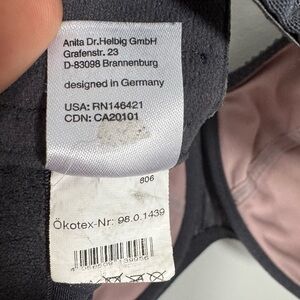 Anita Dr.Helbig GmbH
Grafenstr. 23
D-83098 Brannenburg
designed in Germany
USA: RN146421
CDN: CA20101
806
Ökotex-Nr: 98.0.1439